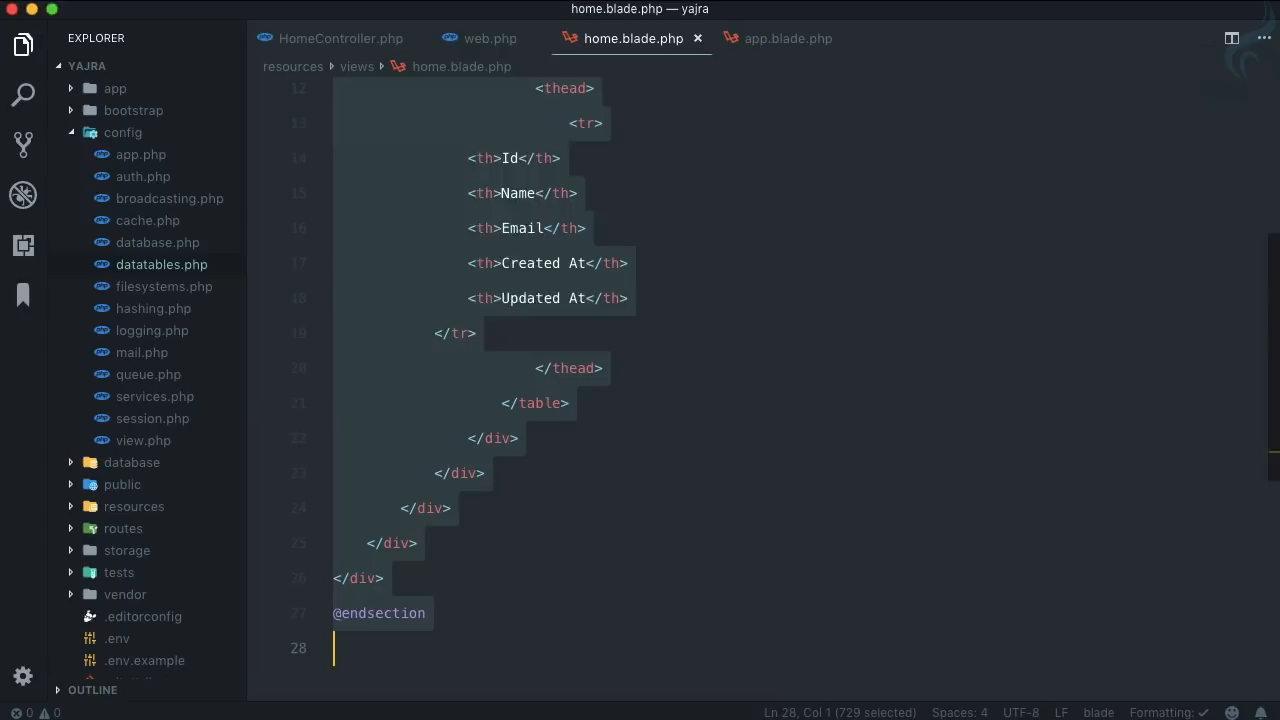 home.blade.php — yajra
EXPLORER
HomeController.php
web.php
home.blade.php ×
app.blade.php
YAJRA
resources
views
home.blade.php
app
bootstrap
config
app.php
auth.php
broadcasting.php
cache.php
database.php
datatables.php
filesystems.php
hashing.php
logging.php
mail.php
queue.php
services.php
session.php
view.php
database
public
resources
routes
storage
tests
vendor
.editorconfig
.env
.env.example
OUTLINE
12 <thead>
13 <tr>
14 <th>Id</th>
15 <th>Name</th>
16 <th>Email</th>
17 <th>Created At</th>
18 <th>Updated At</th>
19 </tr>
20 </thead>
21 </table>
22 </div>
23 </div>
24 </div>
25 </div>
26 </div>
27 @endsection
28
0 0 Ln 28, Col 1 (729 selected) Spaces: 4 UTF-8 LF blade Formatting: ✓